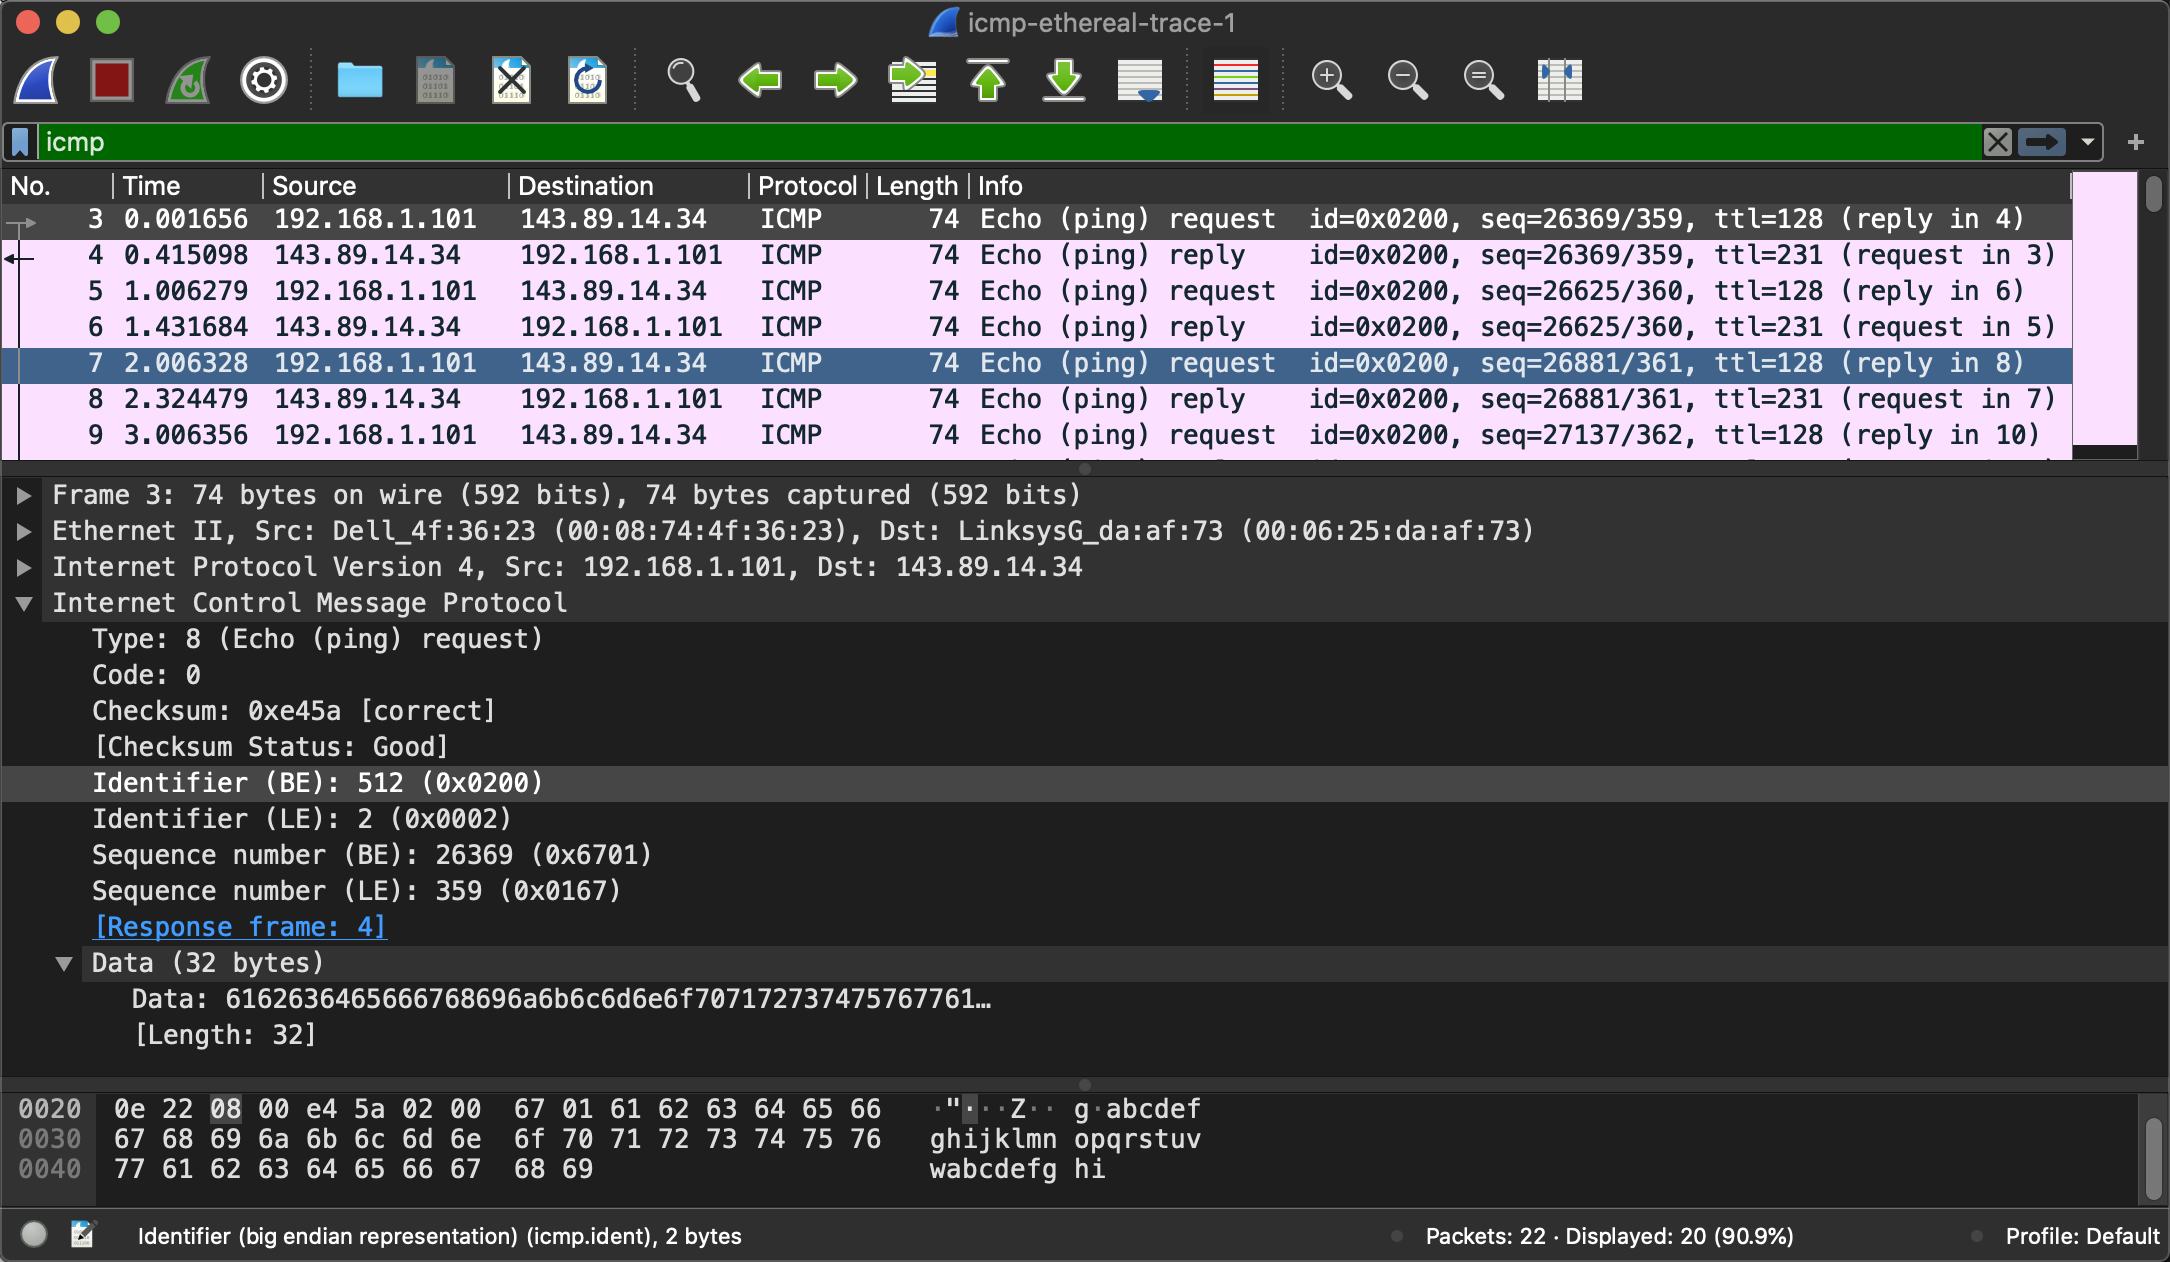 icmp-ethereal-trace-1
icmp
No. Time Source Destination Protocol Length Info
3 0.001656 192.168.1.101 143.89.14.34 ICMP 74 Echo (ping) request id=0x0200, seq=26369/359, ttl=128 (reply in 4)
4 0.415098 143.89.14.34 192.168.1.101 ICMP 74 Echo (ping) reply id=0x0200, seq=26369/359, ttl=231 (request in 3)
5 1.006279 192.168.1.101 143.89.14.34 ICMP 74 Echo (ping) request id=0x0200, seq=26625/360, ttl=128 (reply in 6)
6 1.431684 143.89.14.34 192.168.1.101 ICMP 74 Echo (ping) reply id=0x0200, seq=26625/360, ttl=231 (request in 5)
7 2.006328 192.168.1.101 143.89.14.34 ICMP 74 Echo (ping) request id=0x0200, seq=26881/361, ttl=128 (reply in 8)
8 2.324479 143.89.14.34 192.168.1.101 ICMP 74 Echo (ping) reply id=0x0200, seq=26881/361, ttl=231 (request in 7)
9 3.006356 192.168.1.101 143.89.14.34 ICMP 74 Echo (ping) request id=0x0200, seq=27137/362, ttl=128 (reply in 10)
Frame 3: 74 bytes on wire (592 bits), 74 bytes captured (592 bits)
Ethernet II, Src: Dell_4f:36:23 (00:08:74:4f:36:23), Dst: LinksysG_da:af:73 (00:06:25:da:af:73)
Internet Protocol Version 4, Src: 192.168.1.101, Dst: 143.89.14.34
Internet Control Message Protocol
Type: 8 (Echo (ping) request)
Code: 0
Checksum: 0xe45a [correct]
[Checksum Status: Good]
Identifier (BE): 512 (0x0200)
Identifier (LE): 2 (0x0002)
Sequence number (BE): 26369 (0x6701)
Sequence number (LE): 359 (0x0167)
[Response frame: 4]
Data (32 bytes)
Data: 6162636465666768696a6b6c6d6e6f707172737475767761…
[Length: 32]
0020 0e 22 08 00 e4 5a 02 00 67 01 61 62 63 64 65 66 ·"···Z·· g·abcdef
0030 67 68 69 6a 6b 6c 6d 6e 6f 70 71 72 73 74 75 76 ghijklmn opqrstuv
0040 77 61 62 63 64 65 66 67 68 69 wabcdefg hi
Identifier (big endian representation) (icmp.ident), 2 bytes Packets: 22 · Displayed: 20 (90.9%) Profile: Default